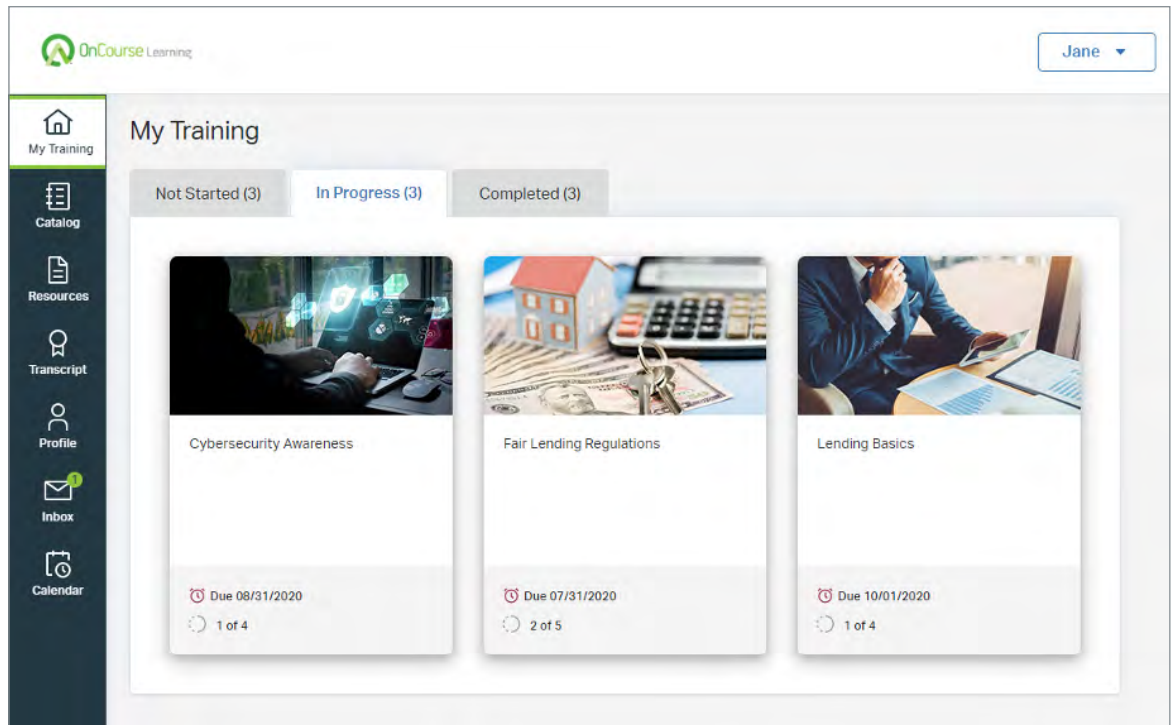 OnCourse Learning
Jane
My Training
My Training
Not Started (3)
In Progress (3)
Completed (3)
Catalog
Resources
Transcript
Profile
1
Inbox
Calendar
Cybersecurity Awareness
Fair Lending Regulations
Lending Basics
Due 08/31/2020
Due 07/31/2020
Due 10/01/2020
1 of 4
2 of 5
1 of 4